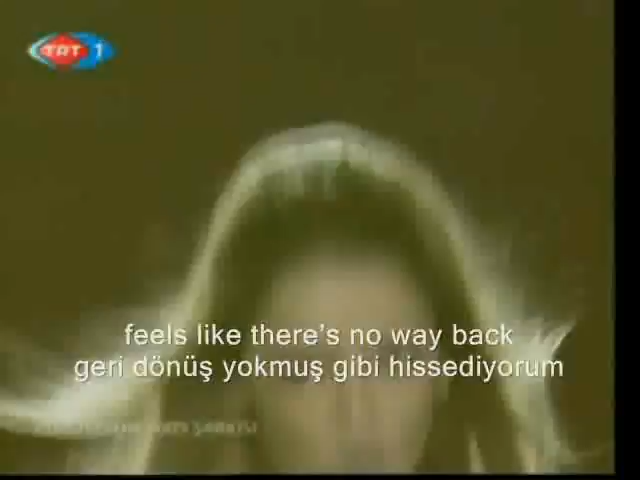 TRT 1
feels like there's no way back
geri dönüş yokmuş gibi hissediyorum